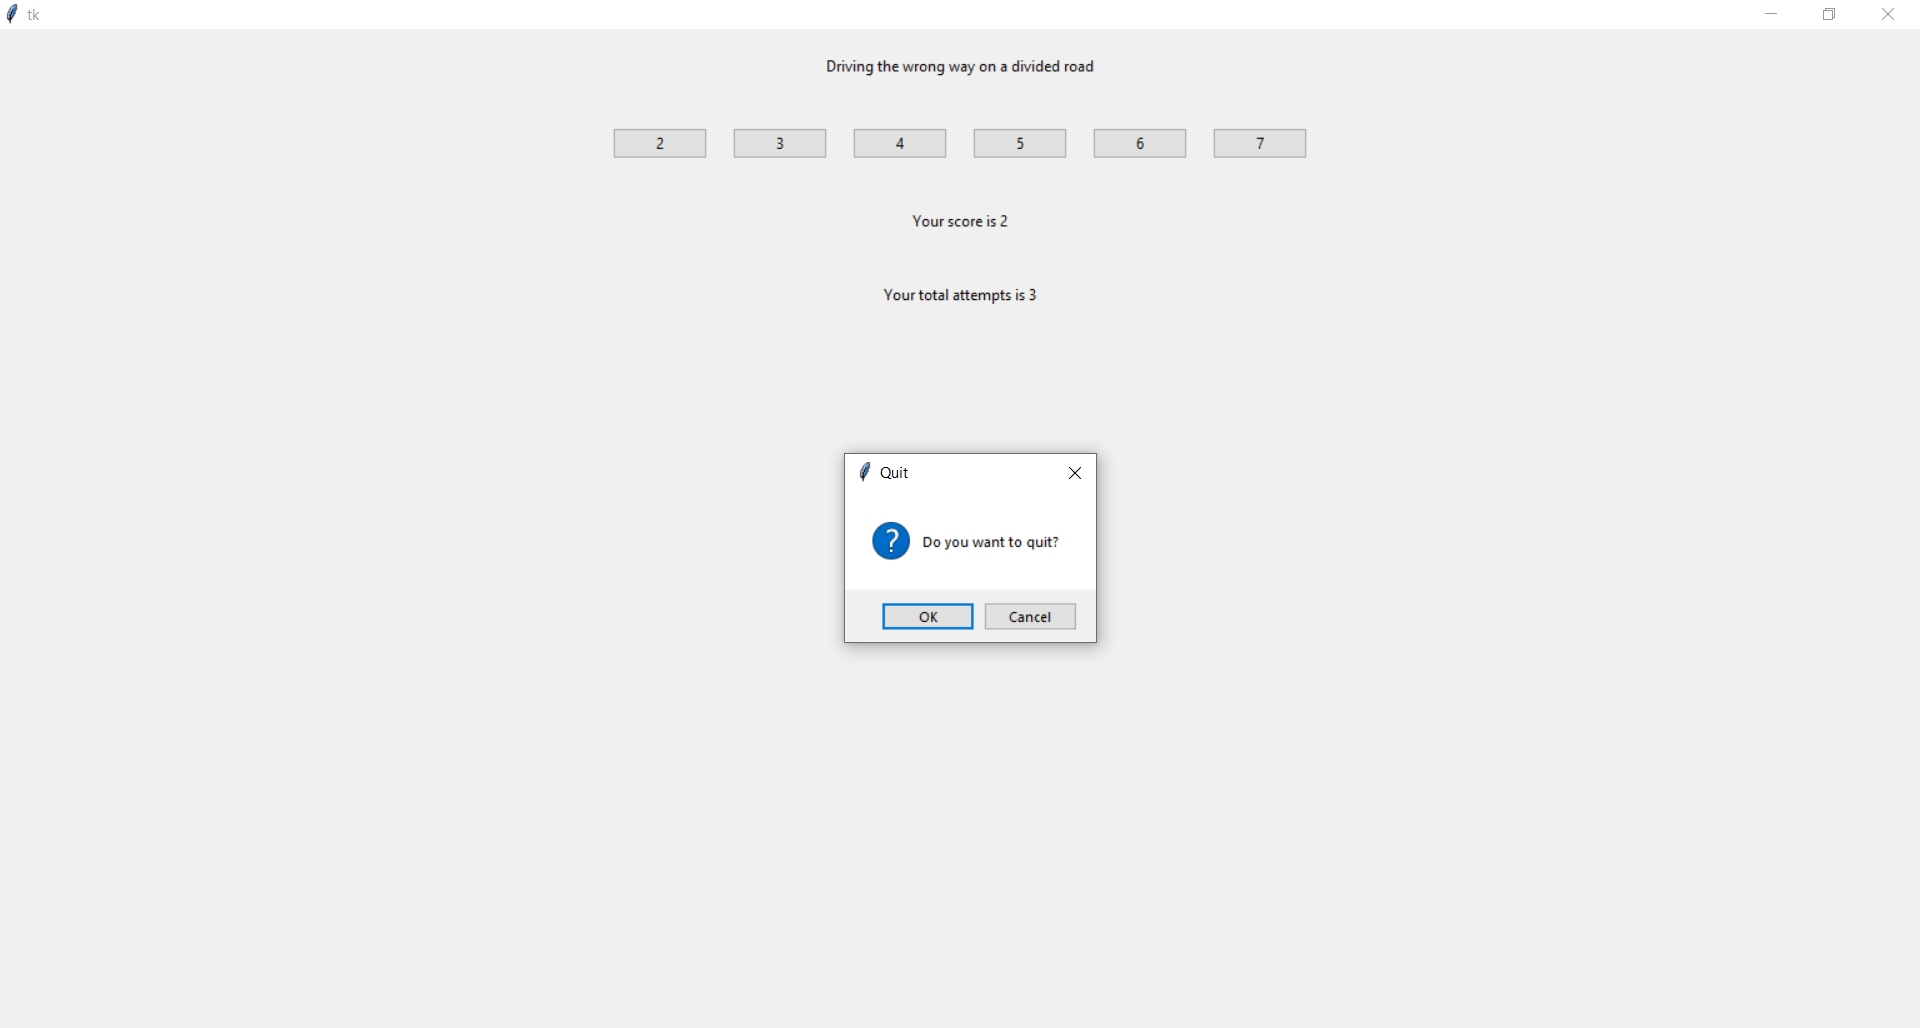 tk
Driving the wrong way on a divided road
2 3 4 5 6 7
Your score is 2
Your total attempts is 3
Quit
?
Do you want to quit?
OK Cancel